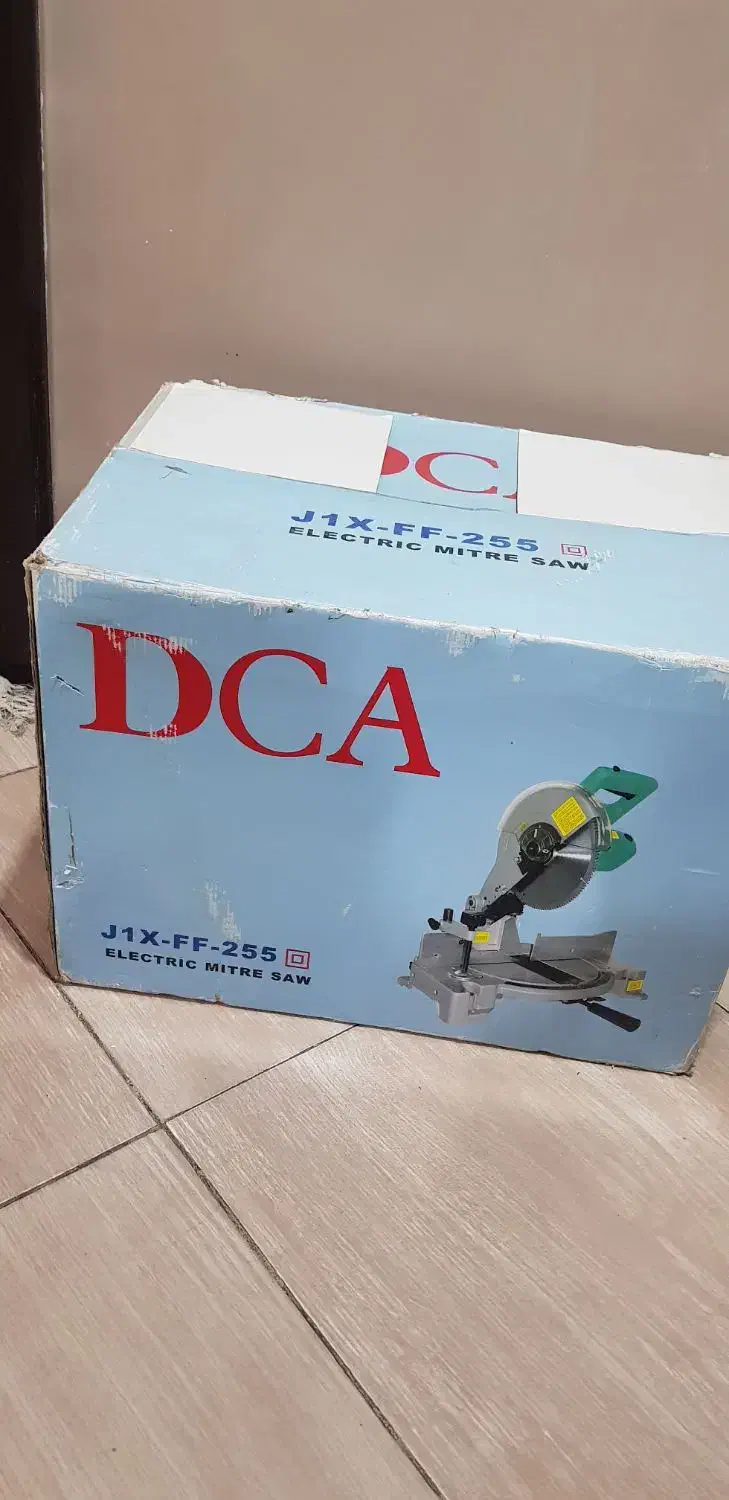 DCA
J1X-FF-255
ELECTRIC MITRE SAW
DCA
J1X-FF-255
ELECTRIC MITRE SAW